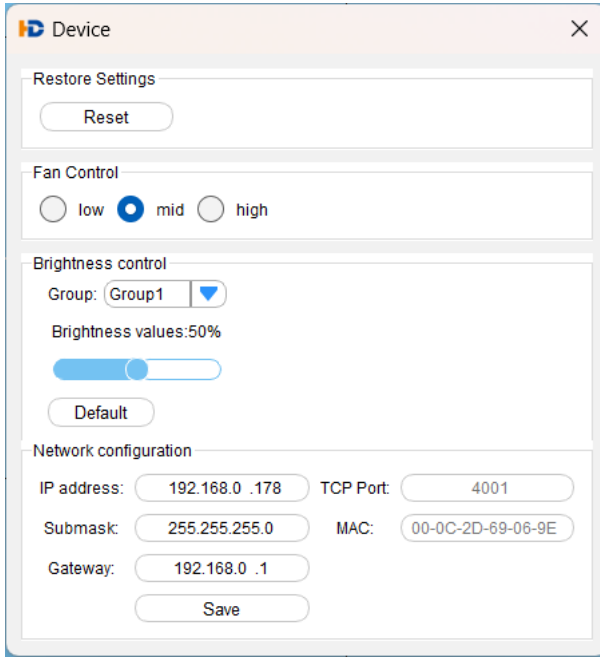 HD Device
Restore Settings
Reset
Fan Control
low mid high
Brightness control
Group: Group1
Brightness values:50%
Default
Network configuration
IP address: 192.168.0 .178 TCP Port: 4001
Submask: 255.255.255.0 MAC: 00-0C-2D-69-06-9E
Gateway: 192.168.0 .1
Save